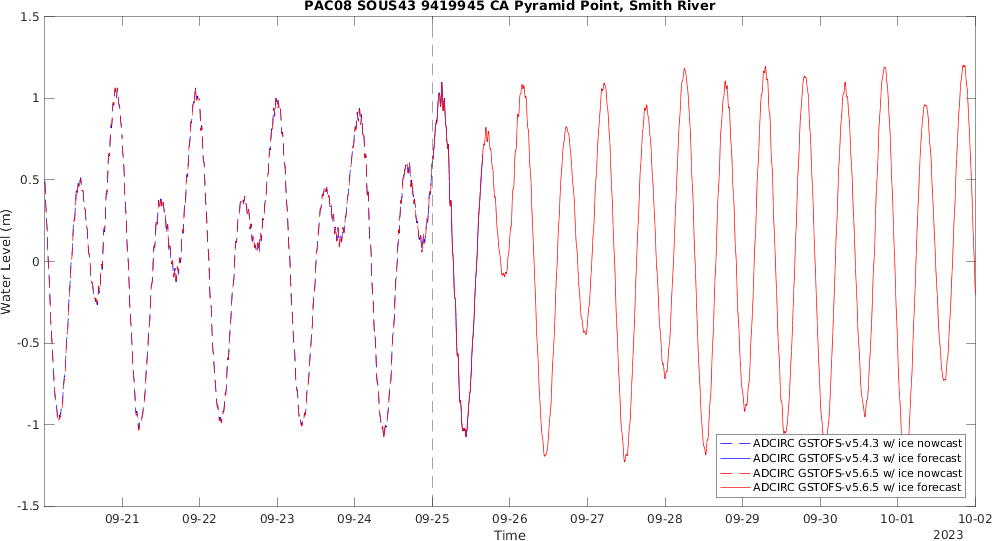 PAC08 SOUS43 9419945 CA Pyramid Point, Smith River
1.5
1
0.5
0
-0.5
-1
-1.5
Water Level (m)
ADCIRC GSTOFS-v5.4.3 w/ ice nowcast
ADCIRC GSTOFS-v5.4.3 w/ ice forecast
ADCIRC GSTOFS-v5.6.5 w/ ice nowcast
ADCIRC GSTOFS-v5.6.5 w/ ice forecast
09-21 09-22 09-23 09-24 09-25 09-26 09-27 09-28 09-29 09-30 10-01 10-02
Time
2023